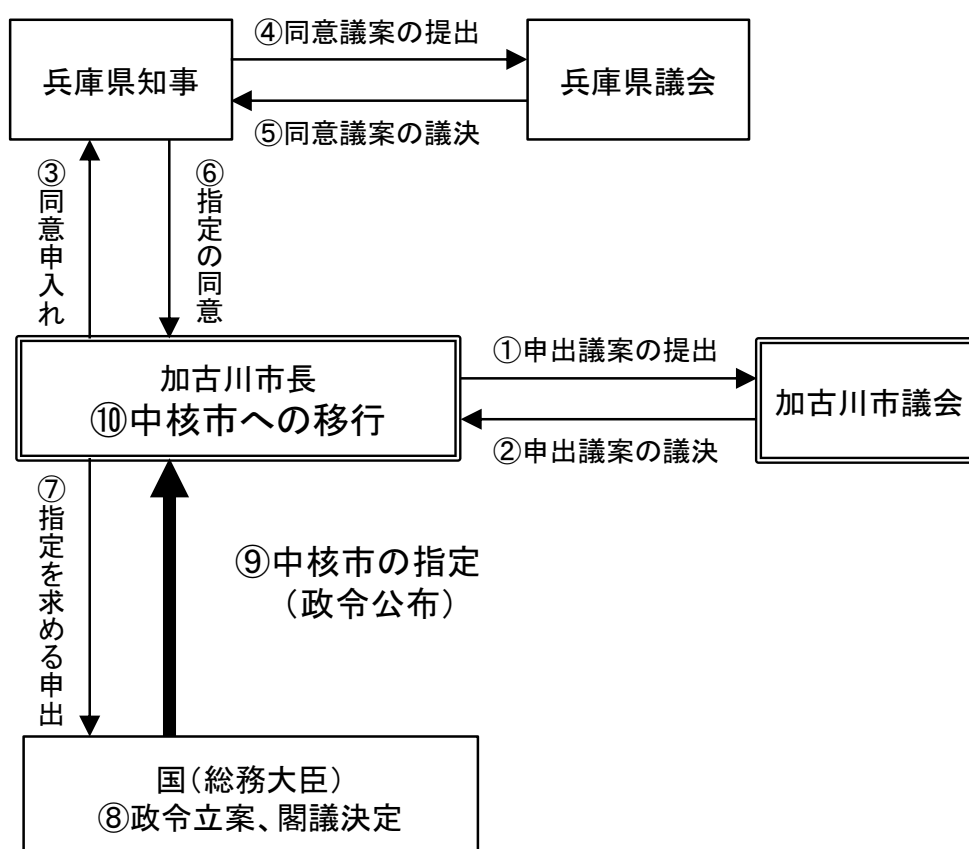 ④同意議案の提出
兵庫県知事
兵庫県議会
⑤同意議案の議決
③同意申入れ
⑥指定の同意
加古川市長
⑩中核市への移行
①申出議案の提出
加古川市議会
②申出議案の議決
⑦指定を求める申出
⑨中核市の指定
（政令公布）
国（総務大臣）
⑧政令立案、閣議決定